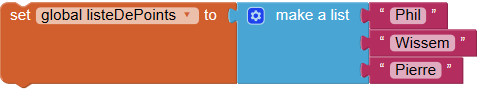 set global listeDePoints to make a list " Phil "
" Wissem "
" Pierre "